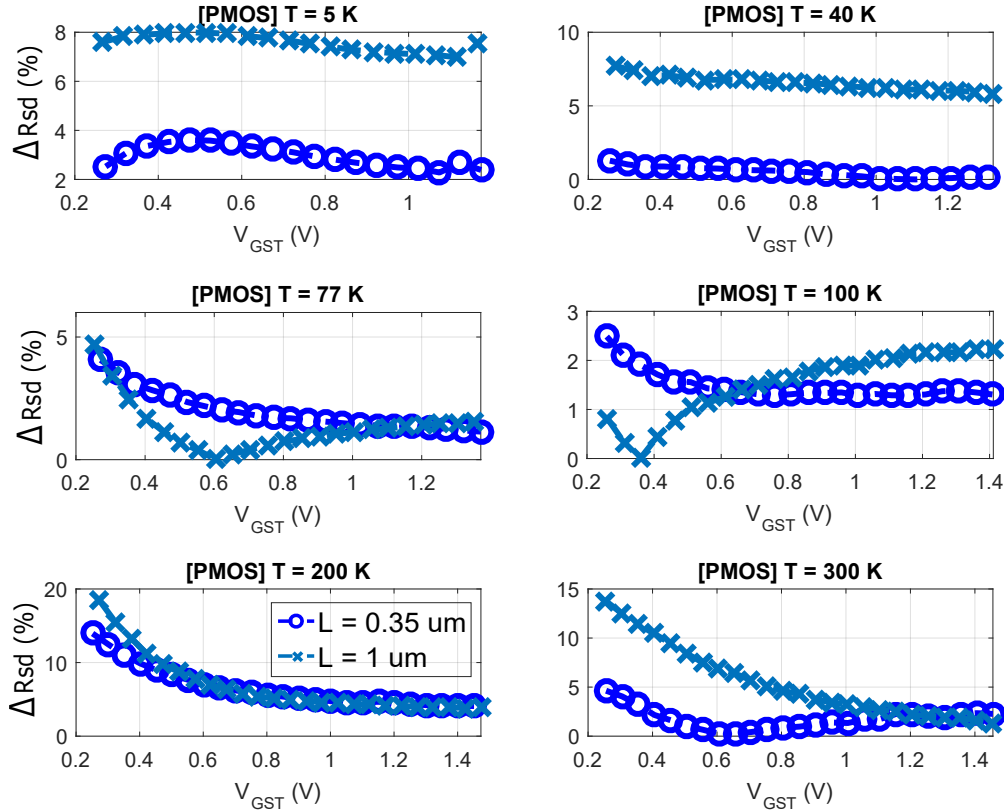 [PMOS] T = 5 K
8
6
4
2
Δ Rsd (%)
0.2 0.4 0.6 0.8 1
V_GST (V)
[PMOS] T = 40 K
10
5
0
0.2 0.4 0.6 0.8 1 1.2
V_GST (V)
[PMOS] T = 77 K
5
0
Δ Rsd (%)
0.2 0.4 0.6 0.8 1 1.2
V_GST (V)
[PMOS] T = 100 K
3
2
1
0
0.2 0.4 0.6 0.8 1 1.2 1.4
V_GST (V)
[PMOS] T = 200 K
20
10
0
Δ Rsd (%)
L = 0.35 um
L = 1 um
0.2 0.4 0.6 0.8 1 1.2 1.4
V_GST (V)
[PMOS] T = 300 K
15
10
5
0
0.2 0.4 0.6 0.8 1 1.2 1.4
V_GST (V)